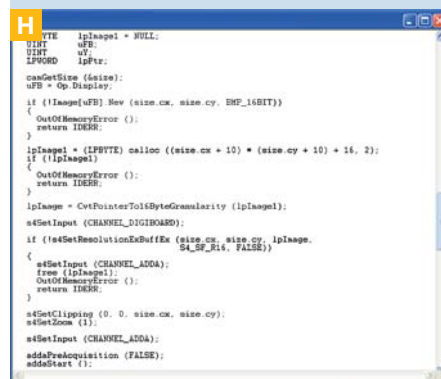 H
YTE lpImage1 = NULL;
UINT uFB;
UINT uY;
LPWORD lpPtr;
camGetSize (&size);
uFB = Op.Display;
if (!Image[uFB].New (size.cx, size.cy, BMP_16BIT))
{
OutOfMemoryError ();
return IDERR;
}
lpImage1 = (LPBYTE) calloc ((size.cx + 10) * (size.cy + 10) + 16, 2);
if (!lpImage1)
{
OutOfMemoryError ();
return IDERR;
}
lpImage = CvtPointerTo16ByteGranularity (lpImage1);
s4SetInput (CHANNEL_DIGIBOARD);
if (!s4SetResolutionExBuffEx (size.cx, size.cy, lpImage,
S4_SF_R16, FALSE))
{
s4SetInput (CHANNEL_ADDA);
free (lpImage1);
OutOfMemoryError ();
return IDERR;
}
s4SetClipping (0, 0, size.cx, size.cy);
s4SetZoom (1);
s4SetInput (CHANNEL_ADDA);
addaPreAcquisition (FALSE);
addaStart ();